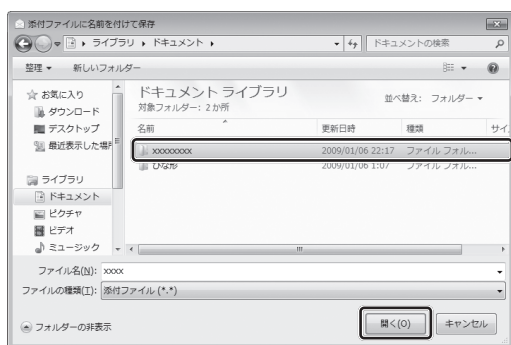 添付ファイルに名前を付けて保存
ライブラリ ▸ ドキュメント ▸ ドキュメントの検索
整理 新しいフォルダー
お気に入り
ダウンロード
デスクトップ
最近表示した場所
ライブラリ
ドキュメント
ピクチャ
ビデオ
ミュージック
ドキュメント ライブラリ
対象フォルダー: 2 か所
並べ替え: フォルダー
名前 更新日時 種類 サイ
xxxxxxxx 2009/01/06 22:17 ファイル フォル...
ひな形 2009/01/06 1:07 ファイル フォル...
ファイル名(N): xxxx
ファイルの種類(T): 添付ファイル (*.*)
フォルダーの非表示
開く(O) キャンセル